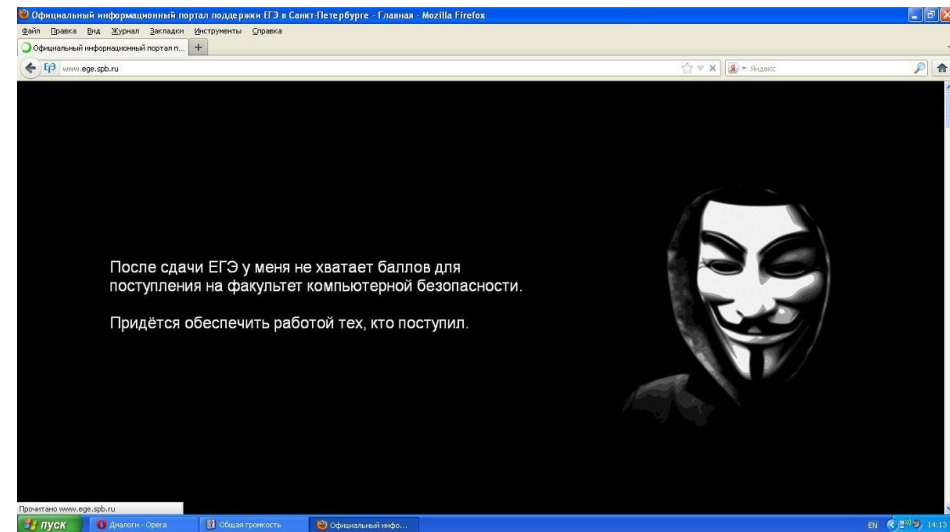 Официальный информационный портал поддержки ЕГЭ в Санкт-Петербурге - Главная - Mozilla Firefox
Файл Правка Вид Журнал Закладки Инструменты Справка
Официальный информационный портал п... +
www.ege.spb.ru Яндекс
После сдачи ЕГЭ у меня не хватает баллов для
поступления на факультет компьютерной безопасности.
Придётся обеспечить работой тех, кто поступил.
Прочитано www.ege.spb.ru
пуск Диалоги - Opera Общая громкость Официальный инфо... EN 14:13